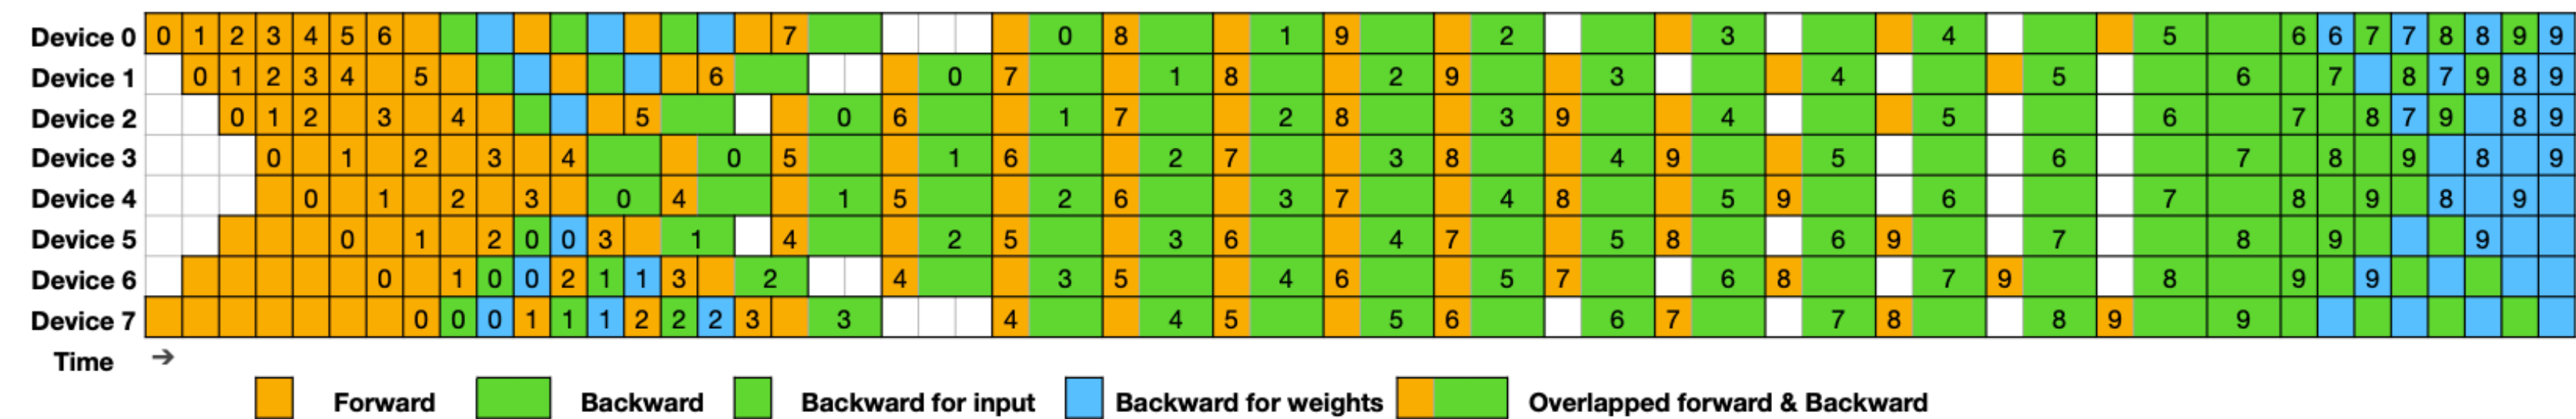 Device 0 0 1 2 3 4 5 6 7 0 8 1 9 2 3 4 5 6 6 7 7 8 8 9 9
Device 1 0 1 2 3 4 5 6 0 7 1 8 2 9 3 4 5 6 7 8 7 9 8 9
Device 2 0 1 2 3 4 5 0 6 1 7 2 8 3 9 4 5 6 7 8 7 9 8 9
Device 3 0 1 2 3 4 0 5 1 6 2 7 3 8 4 9 5 6 7 8 9 8 9
Device 4 0 1 2 3 0 4 1 5 2 6 3 7 4 8 5 9 6 7 8 9 8 9
Device 5 0 1 2 0 0 3 1 4 2 5 3 6 4 7 5 8 6 9 7 8 9 9
Device 6 0 1 0 0 2 1 1 3 2 4 3 5 4 6 5 7 6 8 7 9 8 9 9
Device 7 0 0 0 1 1 1 2 2 2 3 3 4 4 5 5 6 6 7 7 8 8 9 9
Time →
Forward Backward Backward for input Backward for weights Overlapped forward & Backward